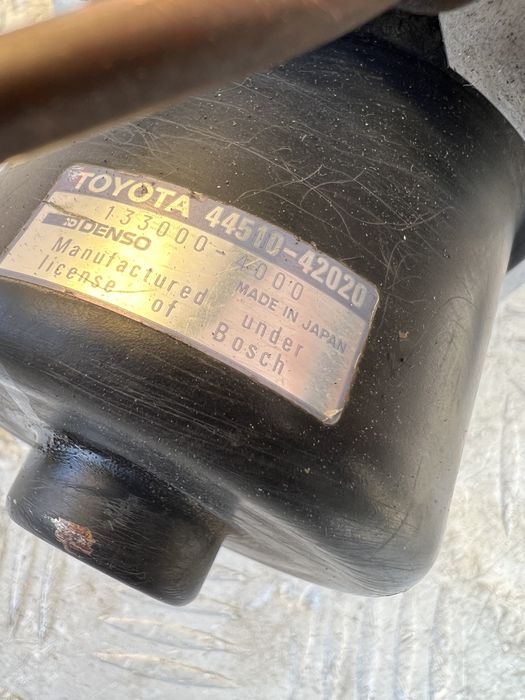 TOYOTA 44510-42020
133000-4000
DENSO MADE IN JAPAN
Manufactured under
license of Bosch